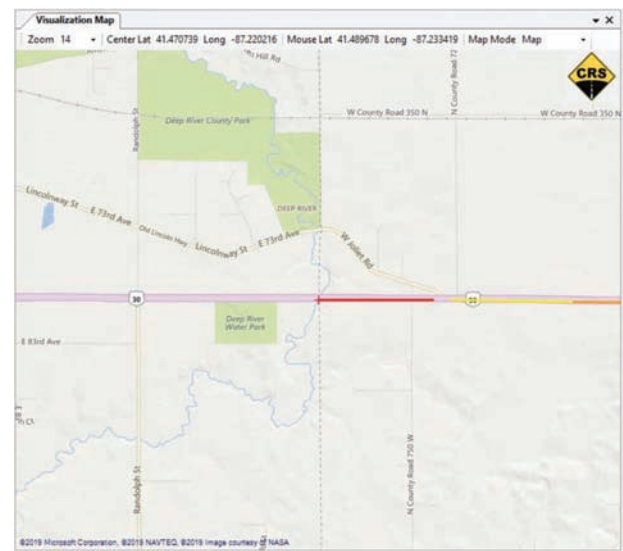 Visualization Map
Zoom 14 Center Lat 41.470739 Long -87.220216 Mouse Lat 41.489678 Long -87.233419 Map Mode Map
Hill Rd
CRS
N County Road 72
W County Road 350 N
W County Road 350 N
Deep River County Park
Randolph St
Lincolnway St
E 73rd Ave
Old Lincoln Hwy
Lincolnway St
E 73rd Ave
DEEP RIVER
W Joliet Rd
30
30
Deep River
Water Park
E 83rd Ave
Randolph St
N County Road 750 W
©2019 Microsoft Corporation, ©2019 NAVTEQ, ©2019 Image courtesy of NASA